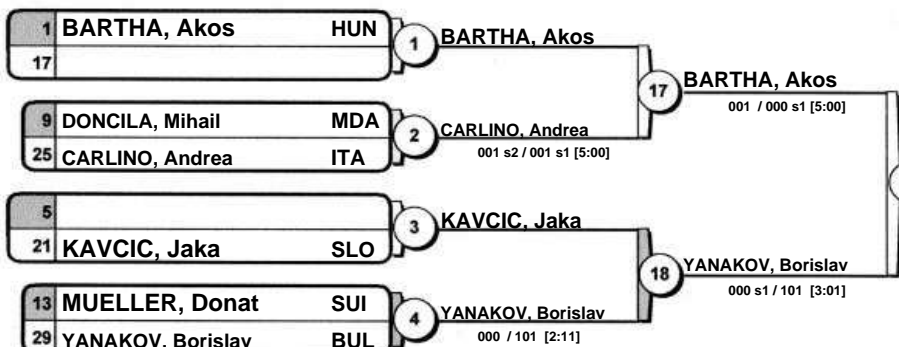 1 BARTHA, Akos HUN
17
1 BARTHA, Akos
9 DONCILA, Mihail MDA
25 CARLINO, Andrea ITA
2 CARLINO, Andrea
001 s2 / 001 s1 [5:00]
17 BARTHA, Akos
001 / 000 s1 [5:00]
5
21 KAVCIC, Jaka SLO
3 KAVCIC, Jaka
13 MUELLER, Donat SUI
29 YANAKOV, Borislav BUL
4 YANAKOV, Borislav
000 / 101 [2:11]
18 YANAKOV, Borislav
000 s1 / 101 [3:01]